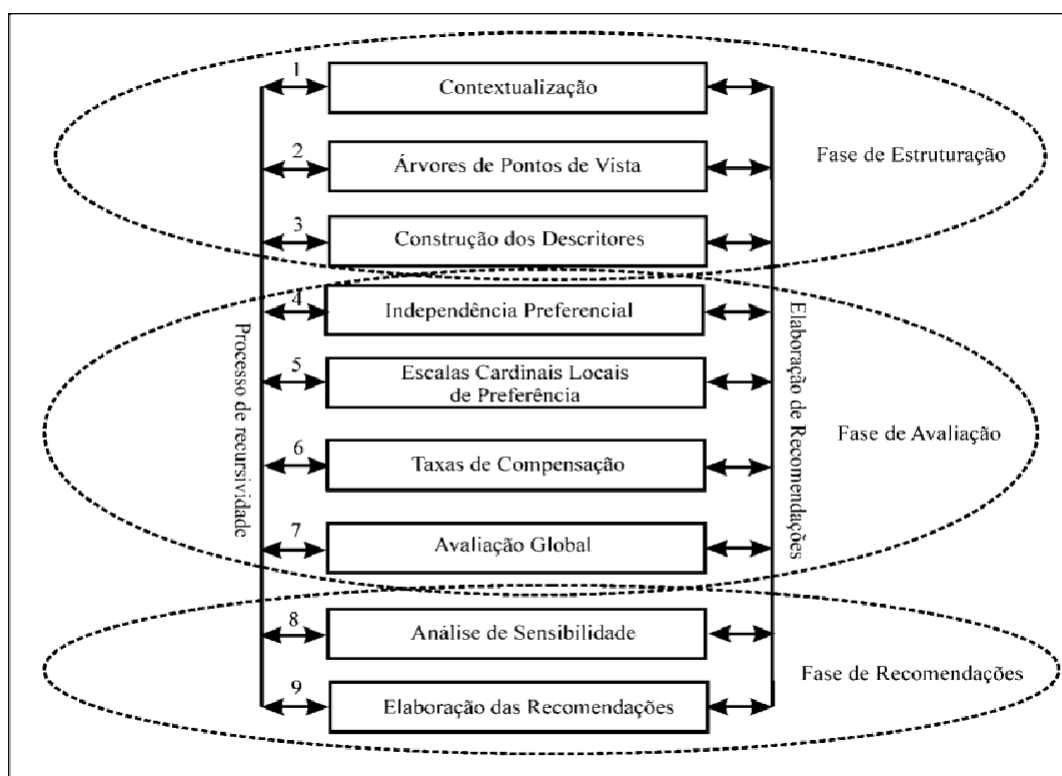 1
Contextualização
2
Árvores de Pontos de Vista
Fase de Estruturação
3
Construção dos Descritores
4
Independência Preferencial
Processo de recursividade
Elaboração de Recomendações
5
Escalas Cardinais Locais
de Preferência
Fase de Avaliação
6
Taxas de Compensação
7
Avaliação Global
8
Análise de Sensibilidade
Fase de Recomendações
9
Elaboração das Recomendações